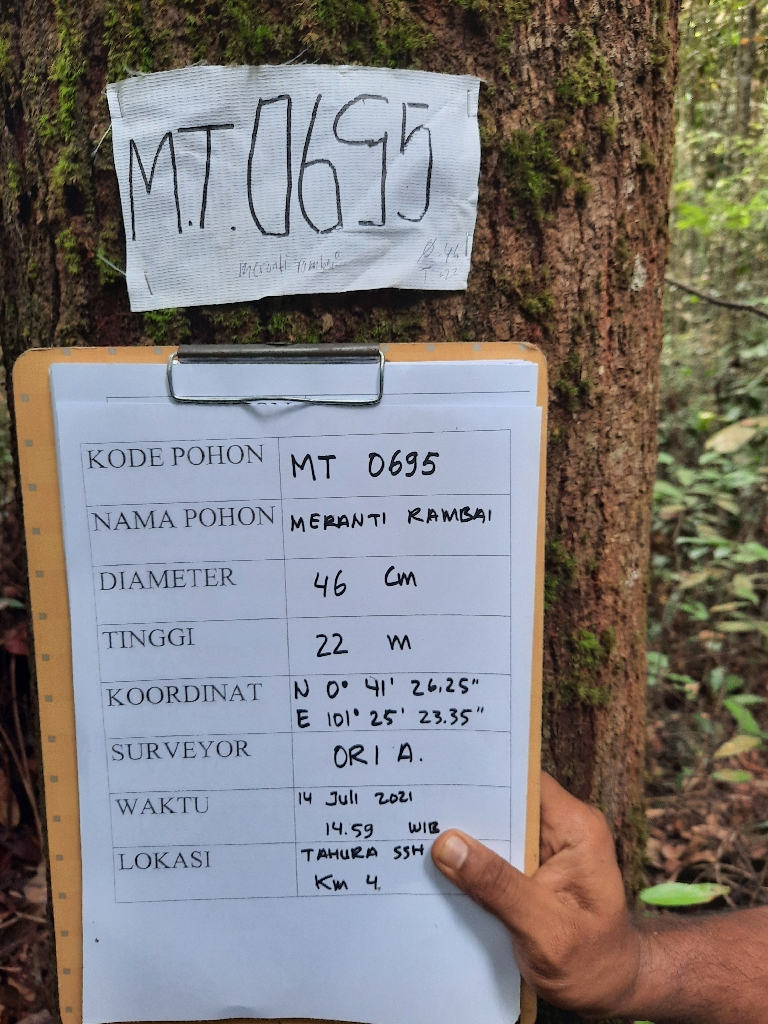 M.T.0695
meranti rambai
KODE POHON MT 0695
NAMA POHON MERANTI RAMBAI
DIAMETER 46 Cm
TINGGI 22 m
KOORDINAT N 0° 41' 26.25"
E 101° 25' 23.35"
SURVEYOR ORI A.
WAKTU 14 Juli 2021
14.59 WIB
LOKASI TAHURA SSH
Km 4.